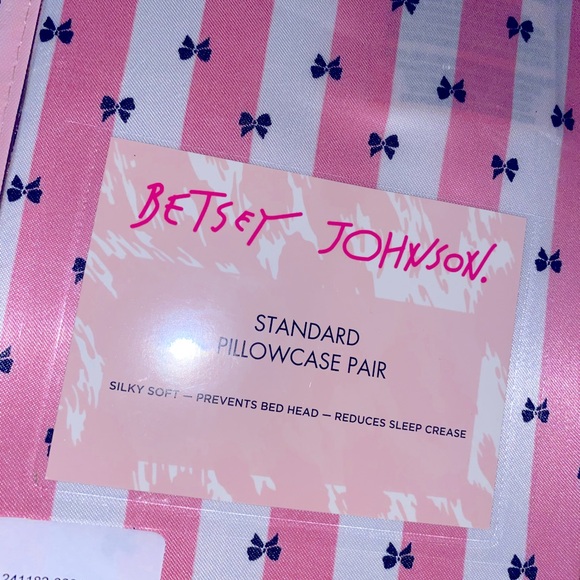 BETSEY JOHNSON.
STANDARD
PILLOWCASE PAIR
SILKY SOFT — PREVENTS BED HEAD — REDUCES SLEEP CREASE